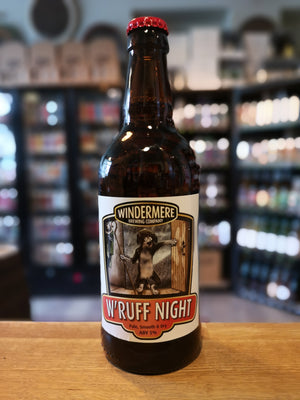 WINDERMERE
BREWING COMPANY
W'RUFF NIGHT
Pale, Smooth & Dry
ABV 5%